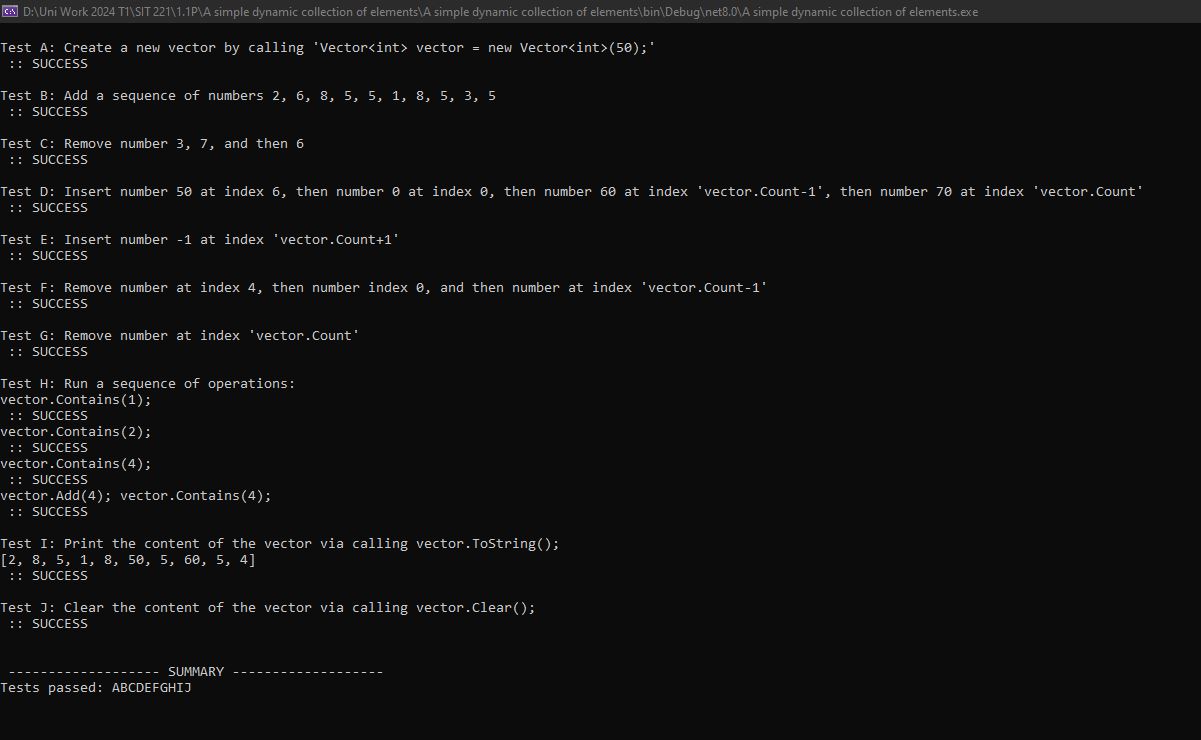 D:\Uni Work 2024 T1\SIT 221\1.1P\A simple dynamic collection of elements\A simple dynamic collection of elements\bin\Debug\net8.0\A simple dynamic collection of elements.exe
Test A: Create a new vector by calling 'Vector<int> vector = new Vector<int>(50);'
:: SUCCESS
Test B: Add a sequence of numbers 2, 6, 8, 5, 5, 1, 8, 5, 3, 5
:: SUCCESS
Test C: Remove number 3, 7, and then 6
:: SUCCESS
Test D: Insert number 50 at index 6, then number 0 at index 0, then number 60 at index 'vector.Count-1', then number 70 at index 'vector.Count'
:: SUCCESS
Test E: Insert number -1 at index 'vector.Count+1'
:: SUCCESS
Test F: Remove number at index 4, then number index 0, and then number at index 'vector.Count-1'
:: SUCCESS
Test G: Remove number at index 'vector.Count'
:: SUCCESS
Test H: Run a sequence of operations:
vector.Contains(1);
:: SUCCESS
vector.Contains(2);
:: SUCCESS
vector.Contains(4);
:: SUCCESS
vector.Add(4); vector.Contains(4);
:: SUCCESS
Test I: Print the content of the vector via calling vector.ToString();
[2, 8, 5, 1, 8, 50, 5, 60, 5, 4]
:: SUCCESS
Test J: Clear the content of the vector via calling vector.Clear();
:: SUCCESS
------------------- SUMMARY -------------------
Tests passed: ABCDEFGHIJ